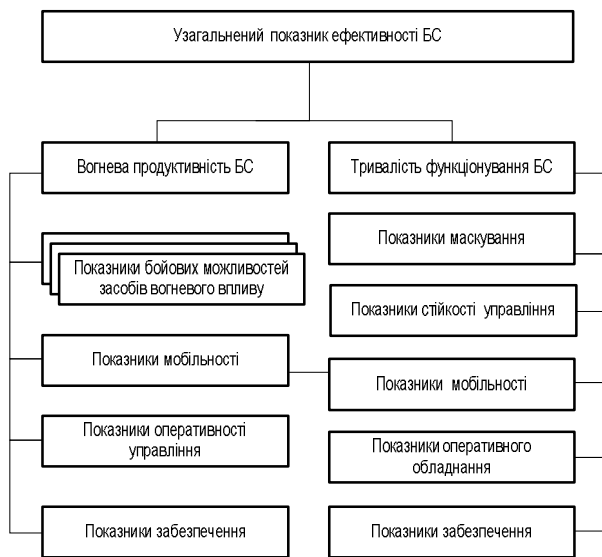 Узагальнений показник ефективності БС
Вогнева продуктивність БС
Показники бойових можливостей
засобів вогневого впливу
Показники мобільності
Показники оперативності
управління
Показники забезпечення
Тривалість функціонування БС
Показники маскування
Показники стійкості управління
Показники мобільності
Показники оперативного
обладнання
Показники забезпечення